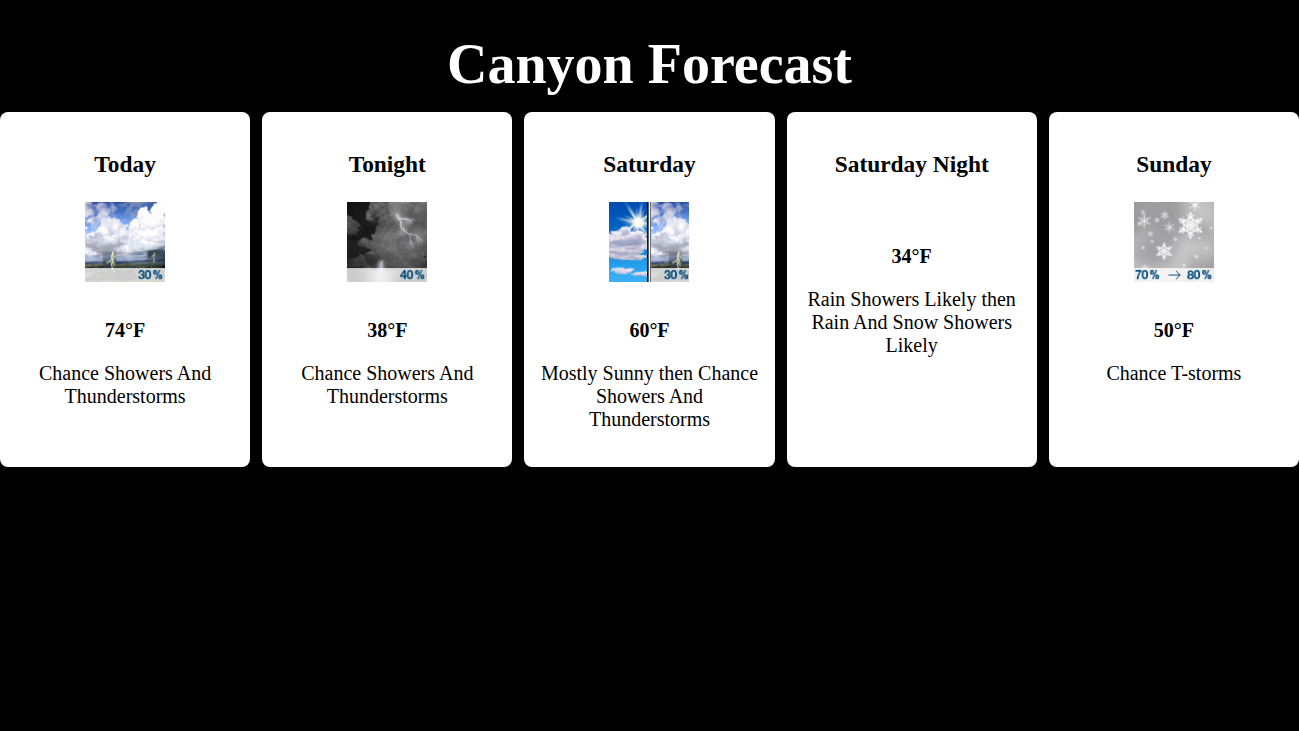 Canyon Forecast
Today
30%
74°F
Chance Showers And
Thunderstorms
Tonight
40%
38°F
Chance Showers And
Thunderstorms
Saturday
30%
60°F
Mostly Sunny then Chance
Showers And
Thunderstorms
Saturday Night
34°F
Rain Showers Likely then
Rain And Snow Showers
Likely
Sunday
70% → 80%
50°F
Chance T-storms